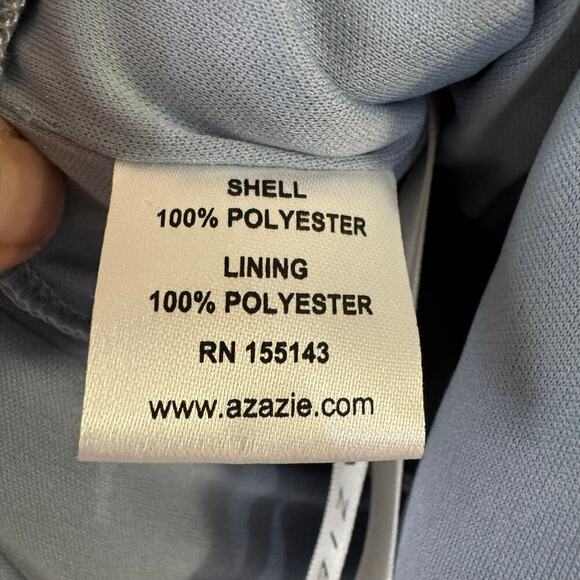 SHELL
100% POLYESTER
LINING
100% POLYESTER
RN 155143
www.azazie.com